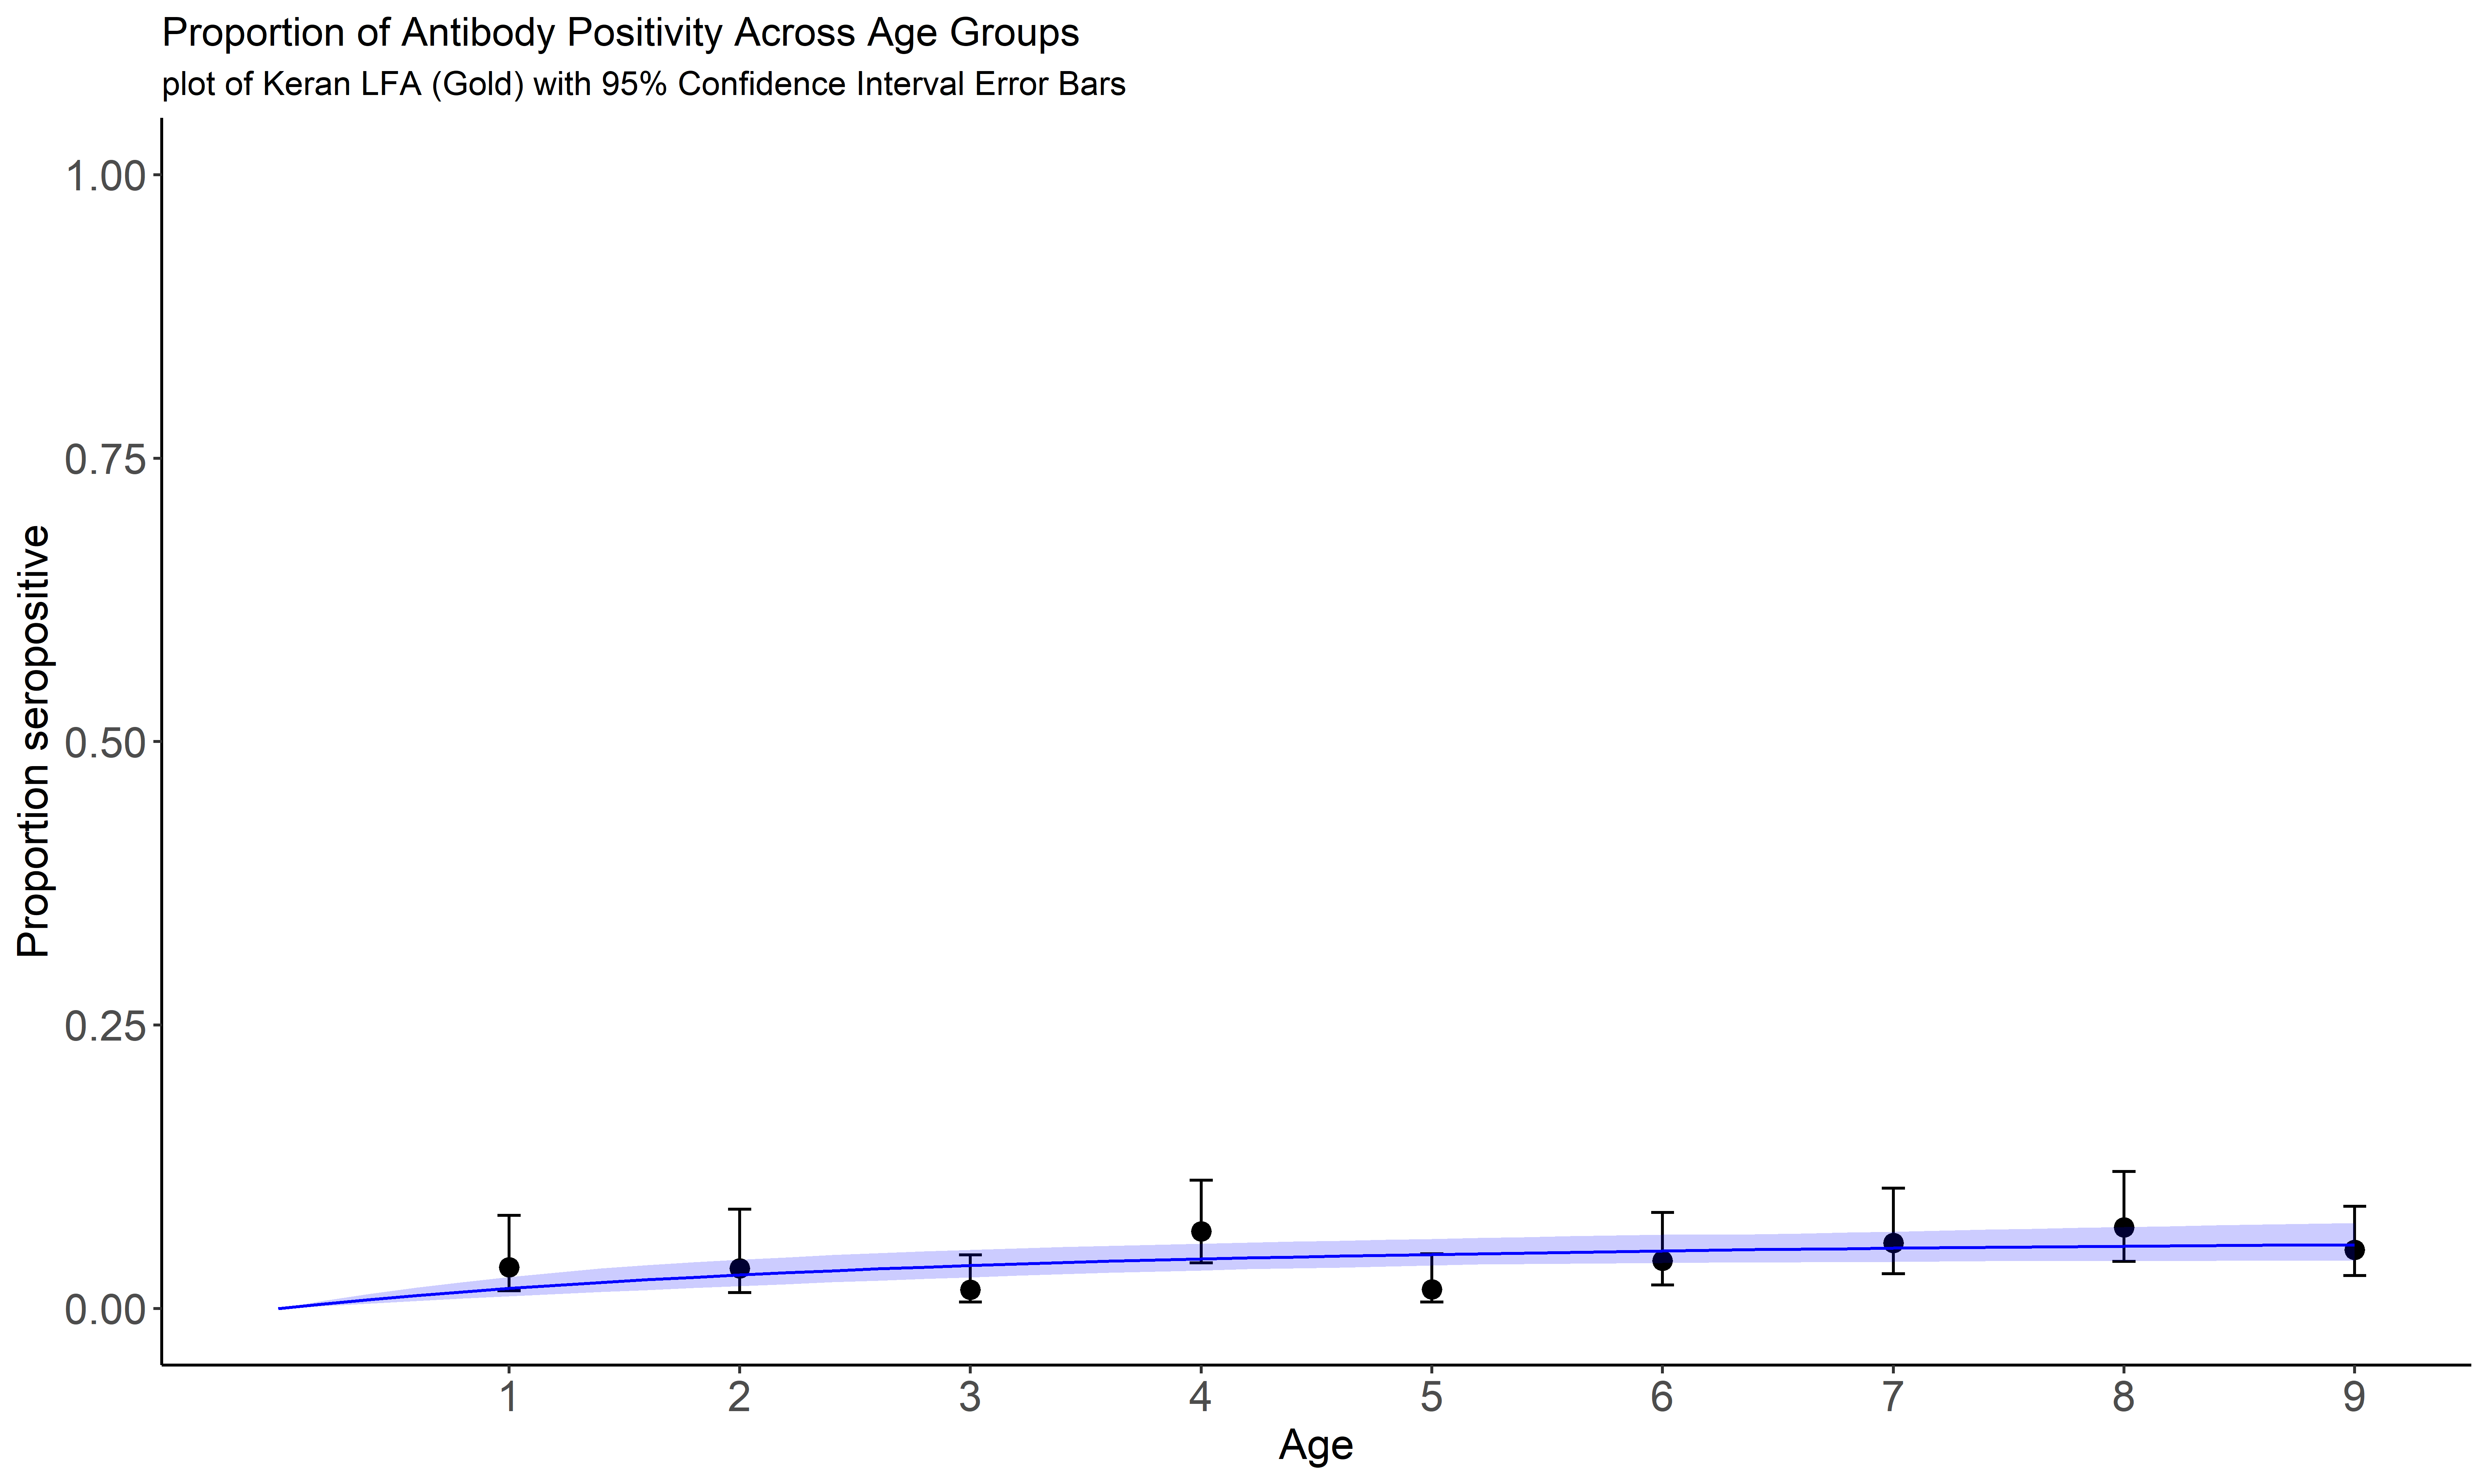 Proportion of Antibody Positivity Across Age Groups
plot of Keran LFA (Gold) with 95% Confidence Interval Error Bars
Proportion seropositive
1.00
0.75
0.50
0.25
0.00
1 2 3 4 5 6 7 8 9
Age